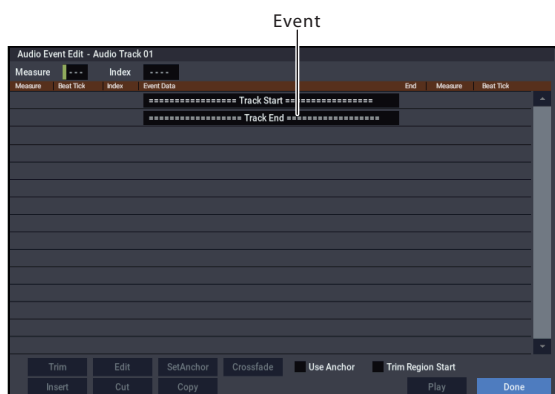 Event
Audio Event Edit - Audio Track 01
Measure --- Index ----
Measure Beat Tick Index Event Data End Measure Beat Tick
================= Track Start =================
================== Track End ==================
Trim Edit SetAnchor Crossfade Use Anchor Trim Region Start
Insert Cut Copy Play Done